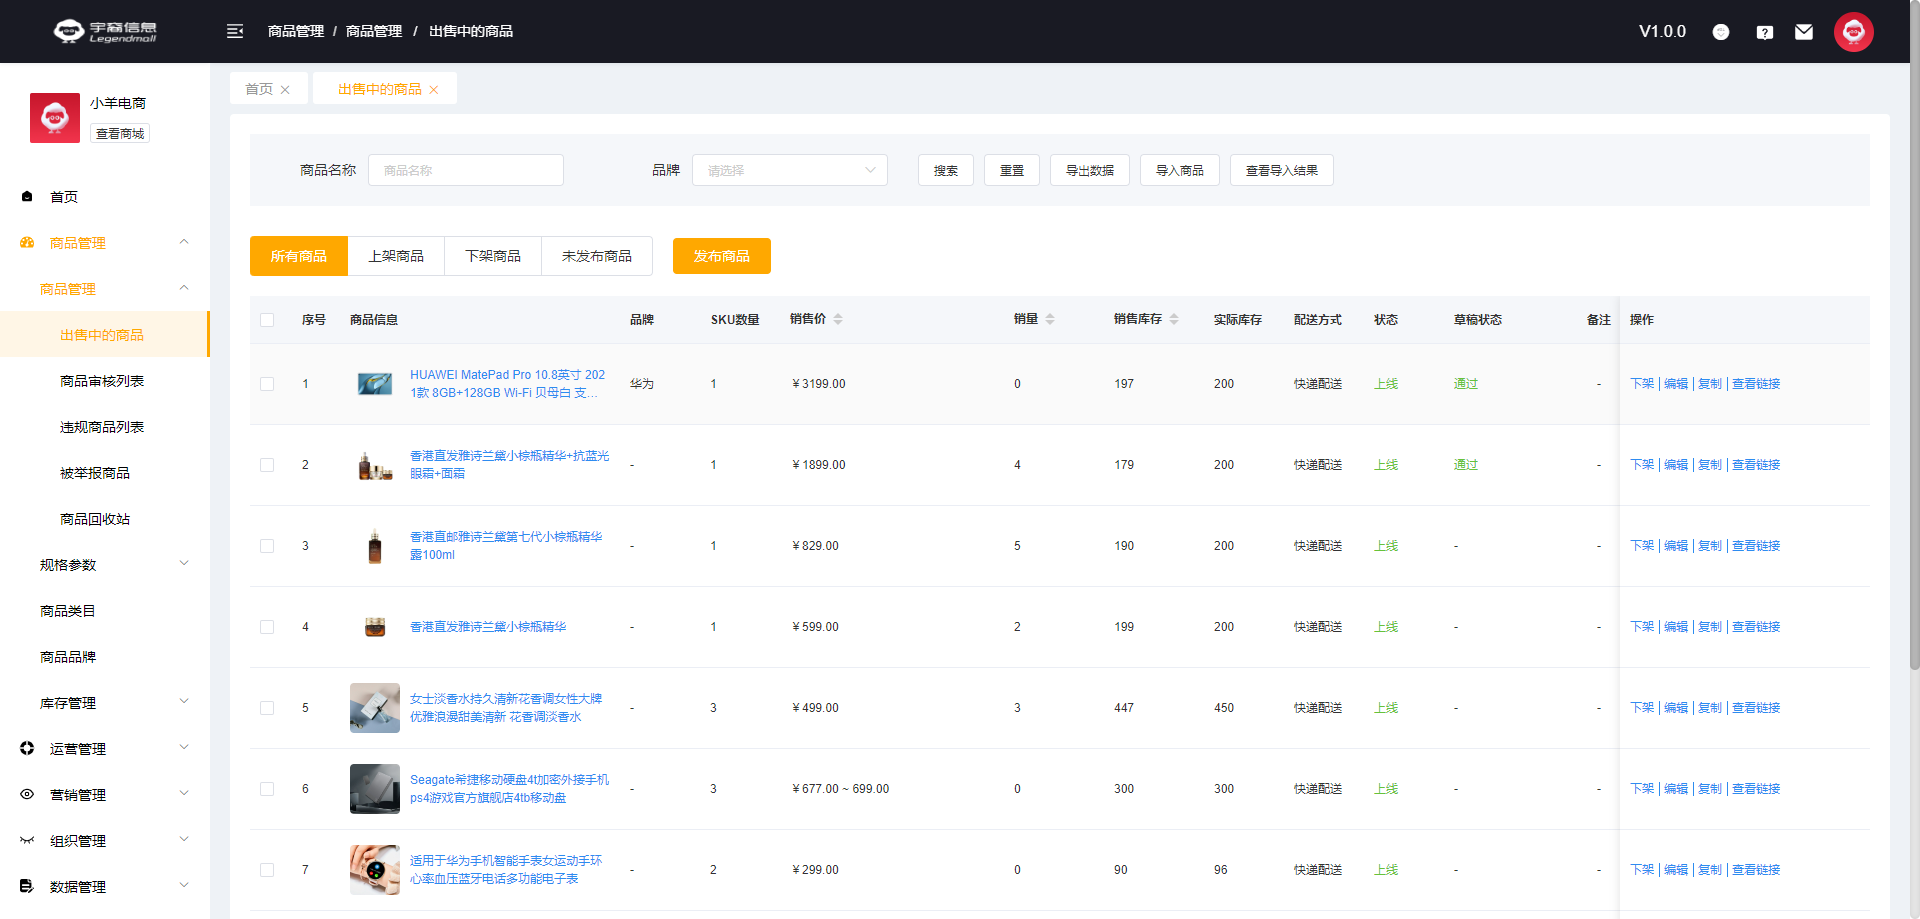 宇裔信息
Legendmall
商品管理 / 商品管理 / 出售中的商品
V1.0.0
小羊电商
查看商城
首页
商品管理
商品管理
出售中的商品
商品审核列表
违规商品列表
被举报商品
商品回收站
规格参数
商品类目
商品品牌
库存管理
运营管理
营销管理
组织管理
数据管理
首页
出售中的商品
商品名称 商品名称 品牌 请选择 搜索 重置 导出数据 导入商品 查看导入结果
所有商品 上架商品 下架商品 未发布商品 发布商品
序号 商品信息 品牌 SKU数量 销售价 销量 销售库存 实际库存 配送方式 状态 草稿状态 备注 操作
1 HUAWEI MatePad Pro 10.8英寸 202
1款 8GB+128GB Wi-Fi 贝母白 支...
华为 1 ¥3199.00 0 197 200 快递配送 上线 通过 - 下架 | 编辑 | 复制 | 查看链接
2 香港直发雅诗兰黛小棕瓶精华+抗蓝光
眼霜+面霜
- 1 ¥1899.00 4 179 200 快递配送 上线 通过 - 下架 | 编辑 | 复制 | 查看链接
3 香港直邮雅诗兰黛第七代小棕瓶精华
露100ml
- 1 ¥829.00 5 190 200 快递配送 上线 - - 下架 | 编辑 | 复制 | 查看链接
4 香港直发雅诗兰黛小棕瓶精华
- 1 ¥599.00 2 199 200 快递配送 上线 - - 下架 | 编辑 | 复制 | 查看链接
5 女士淡香水持久清新花香调女性大牌
优雅浪漫甜美清新 花香调淡香水
- 3 ¥499.00 3 447 450 快递配送 上线 - - 下架 | 编辑 | 复制 | 查看链接
6 Seagate希捷移动硬盘4t加密外接手机
ps4游戏官方旗舰店4tb移动盘
- 3 ¥677.00 ~ 699.00 0 300 300 快递配送 上线 - - 下架 | 编辑 | 复制 | 查看链接
7 适用于华为手机智能手表女运动手环
心率血压蓝牙电话多功能电子表
- 2 ¥299.00 0 90 96 快递配送 上线 - - 下架 | 编辑 | 复制 | 查看链接